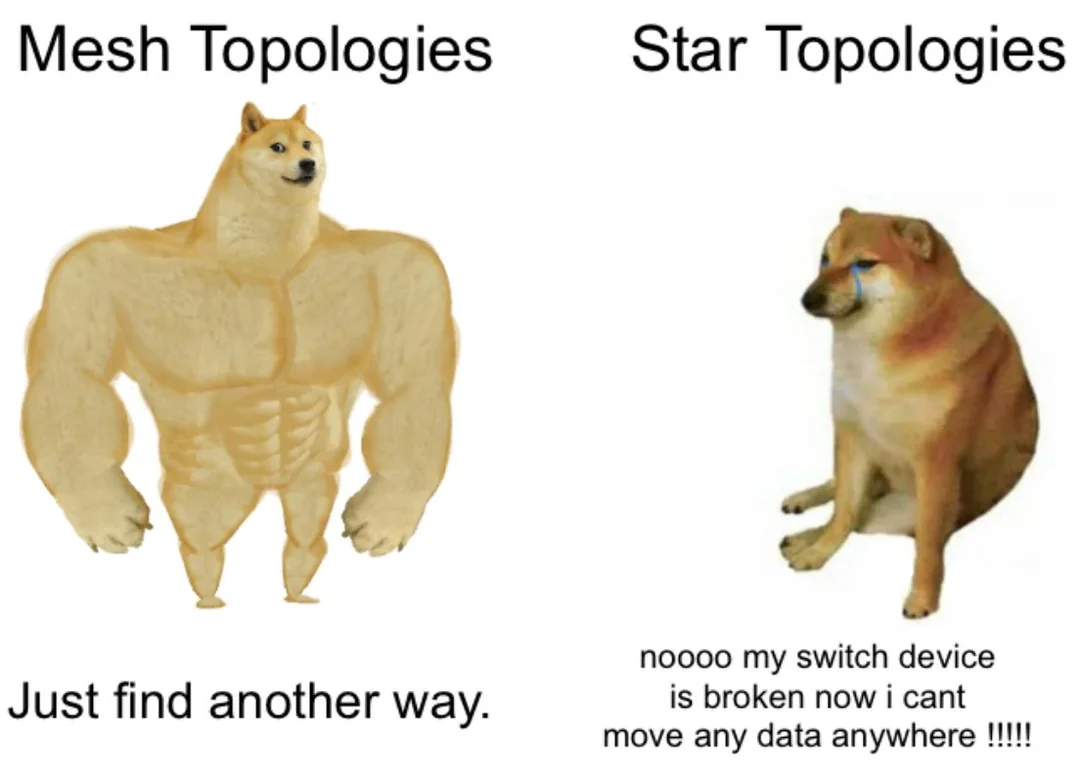 Mesh Topologies
Star Topologies
Just find another way.
noooo my switch device
is broken now i cant
move any data anywhere !!!!!